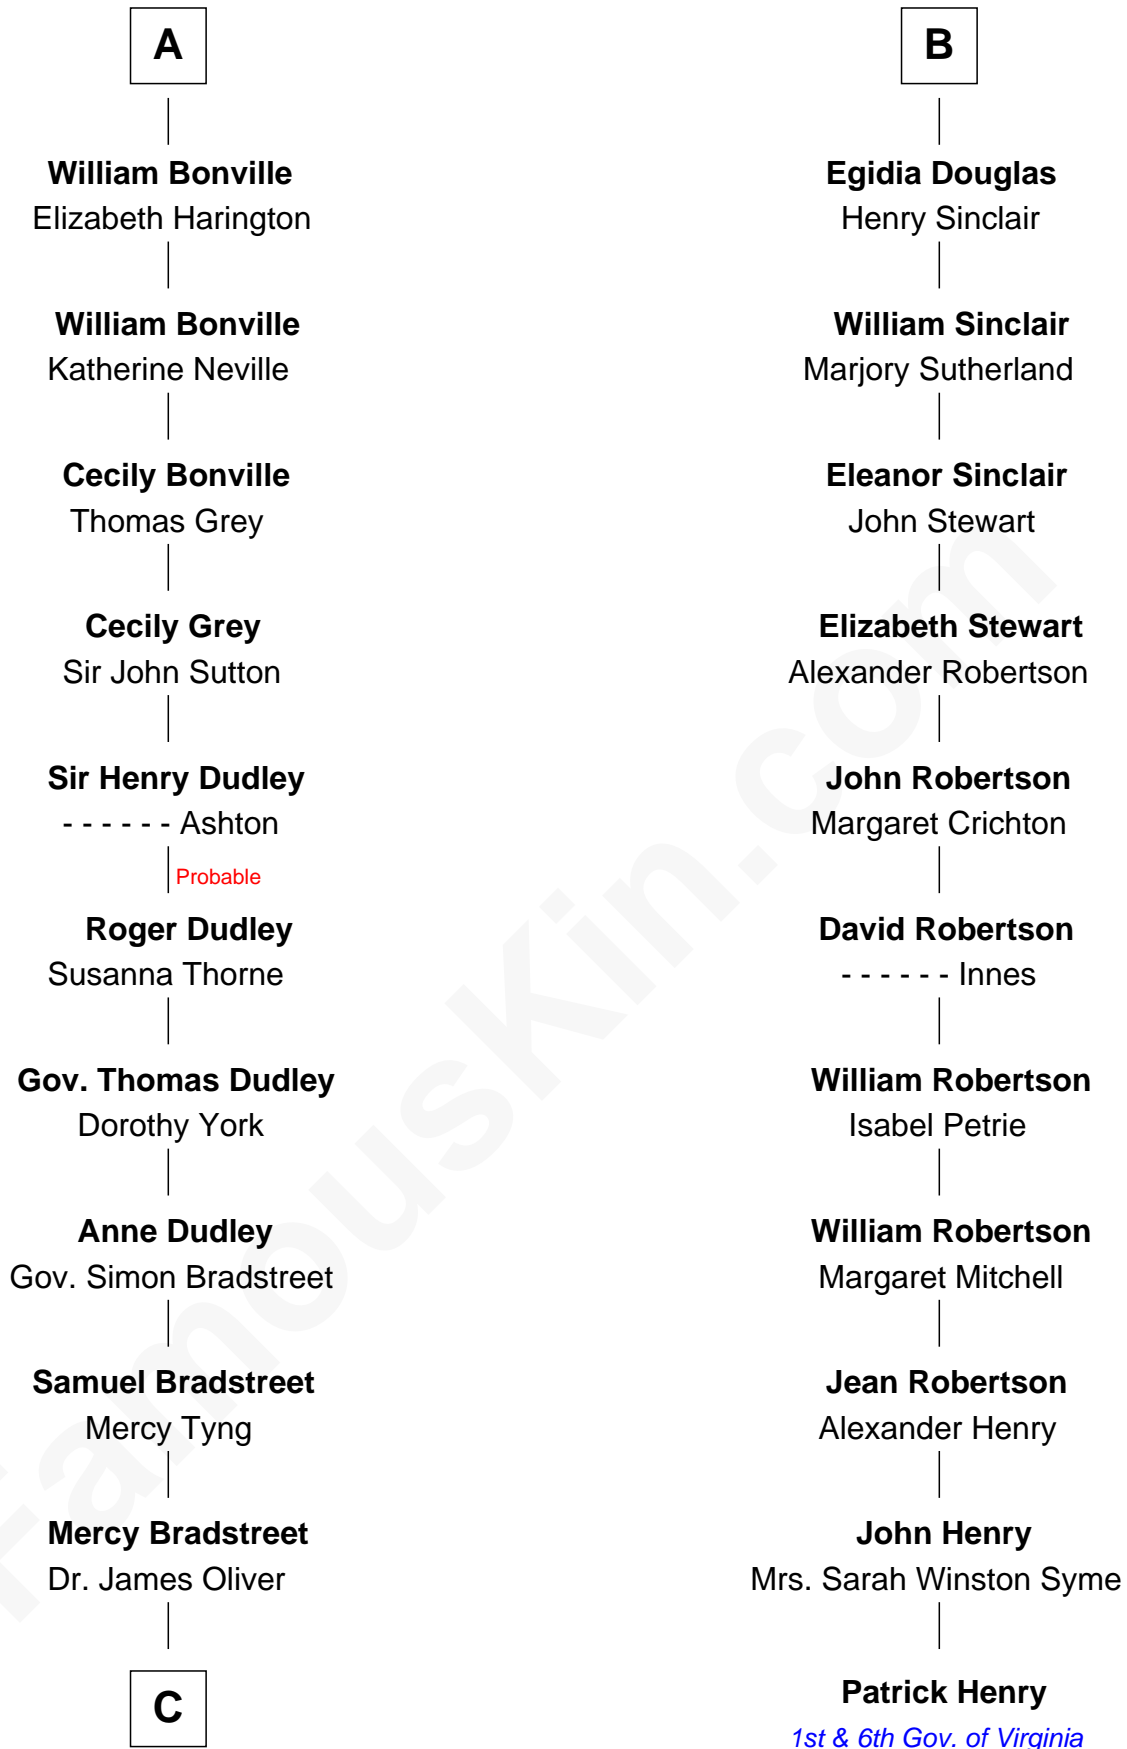 A
William Bonville
Elizabeth Harington
William Bonville
Katherine Neville
Cecily Bonville
Thomas Grey
Cecily Grey
Sir John Sutton
Sir Henry Dudley
- - - - - - Ashton
Probable
Roger Dudley
Susanna Thorne
Gov. Thomas Dudley
Dorothy York
Anne Dudley
Gov. Simon Bradstreet
Samuel Bradstreet
Mercy Tyng
Mercy Bradstreet
Dr. James Oliver
C
B
Egidia Douglas
Henry Sinclair
William Sinclair
Marjory Sutherland
Eleanor Sinclair
John Stewart
Elizabeth Stewart
Alexander Robertson
John Robertson
Margaret Crichton
David Robertson
- - - - - - Innes
William Robertson
Isabel Petrie
William Robertson
Margaret Mitchell
Jean Robertson
Alexander Henry
John Henry
Mrs. Sarah Winston Syme
Patrick Henry
1st & 6th Gov. of Virginia
FamousKin.com